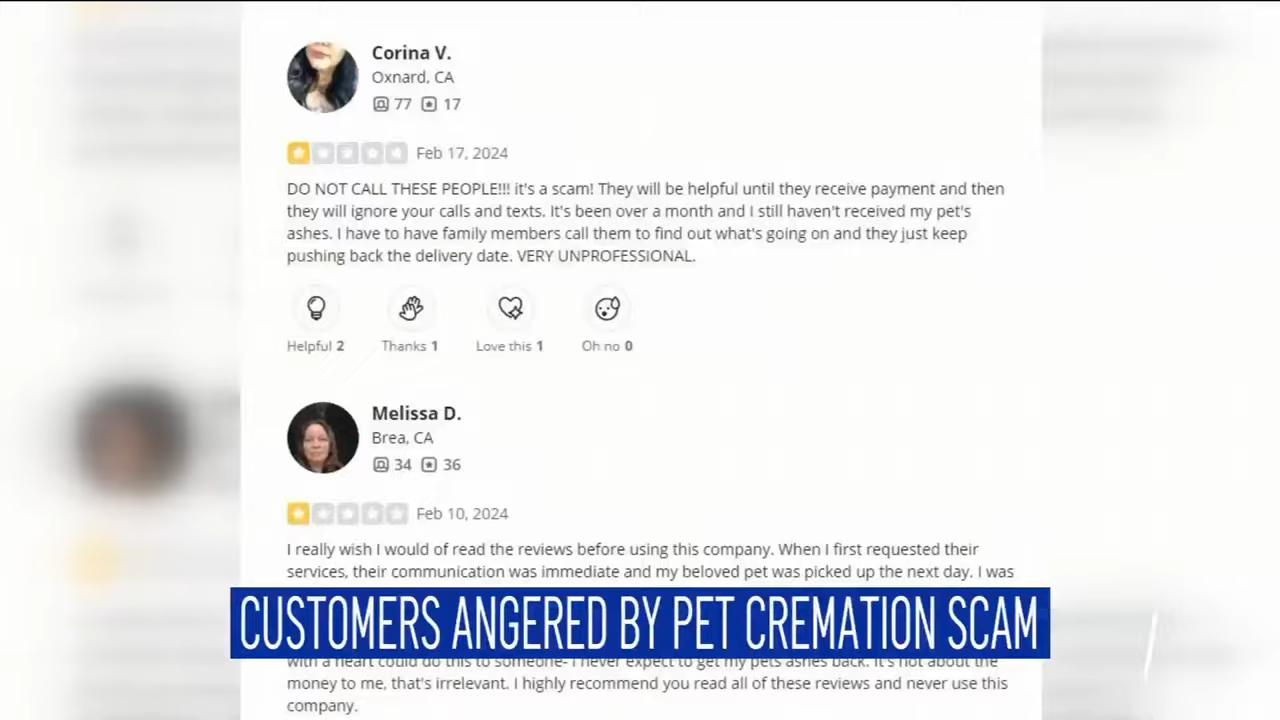 Corina V.
Oxnard, CA
77 17
Feb 17, 2024
DO NOT CALL THESE PEOPLE!!! it's a scam! They will be helpful until they receive payment and then
they will ignore your calls and texts. It's been over a month and I still haven't received my pet's
ashes. I have to have family members call them to find out what's going on and they just keep
pushing back the delivery date. VERY UNPROFESSIONAL.
Helpful 2 Thanks 1 Love this 1 Oh no 0
Melissa D.
Brea, CA
34 36
Feb 10, 2024
I really wish I would of read the reviews before using this company. When I first requested their
services, their communication was immediate and my beloved pet was picked up the next day. I was
CUSTOMERS ANGERED BY PET CREMATION SCAM
with a heart could do this to someone- I never expect to get my pets ashes back. It's not about the
money to me, that's irrelevant. I highly recommend you read all of these reviews and never use this
company.